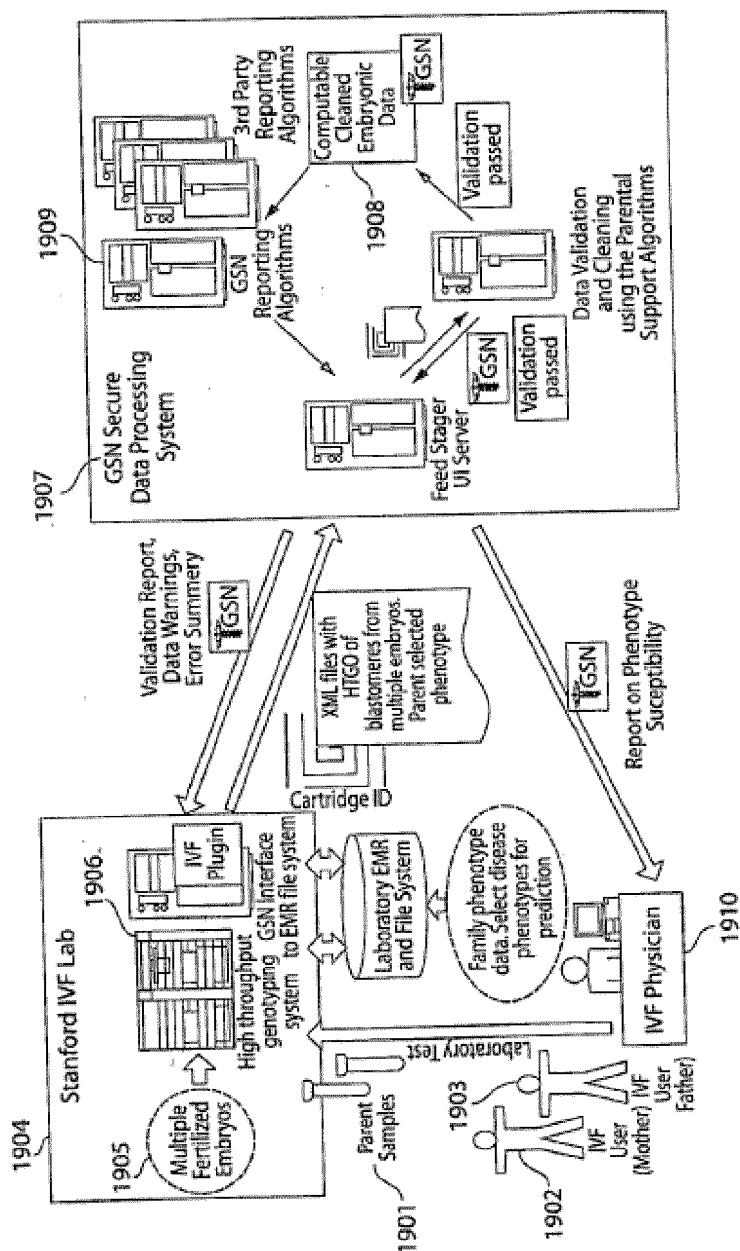 1904
Stanford IVF Lab
1905
Multiple
Fertilized
Embryos
1906
High throughput
genotyping
system
IVF
Plugin
GSN Interface
to EMR file system
1901
Parent
Samples
Laboratory Test
Laboratory EMR
and File System
Family phenotype
data. Select disease
phenotypes for
prediction
1902
IVF
User
(Mother)
1903
IVF
User
Father)
IVF Physician
1910
Validation Report,
Data Warnings,
Error Summery
GSN
Cartridge ID
XML files with
HTGO of
blastomeres from
multiple embryos.
Parent selected
phenotype
GSN
Report on Phenotype
Suceptibility
1907
GSN Secure
Data Processing
System
1909
GSN
Reporting
Algorithms
3rd Party
Reporting
Algorithms
Feed Stager
UI Server
1908
Computable
Cleaned
Embryonic
Data
GSN
Validation
passed
GSN
Validation
passed
Data Validation
and Cleaning
using the Parental
Support Algorithms